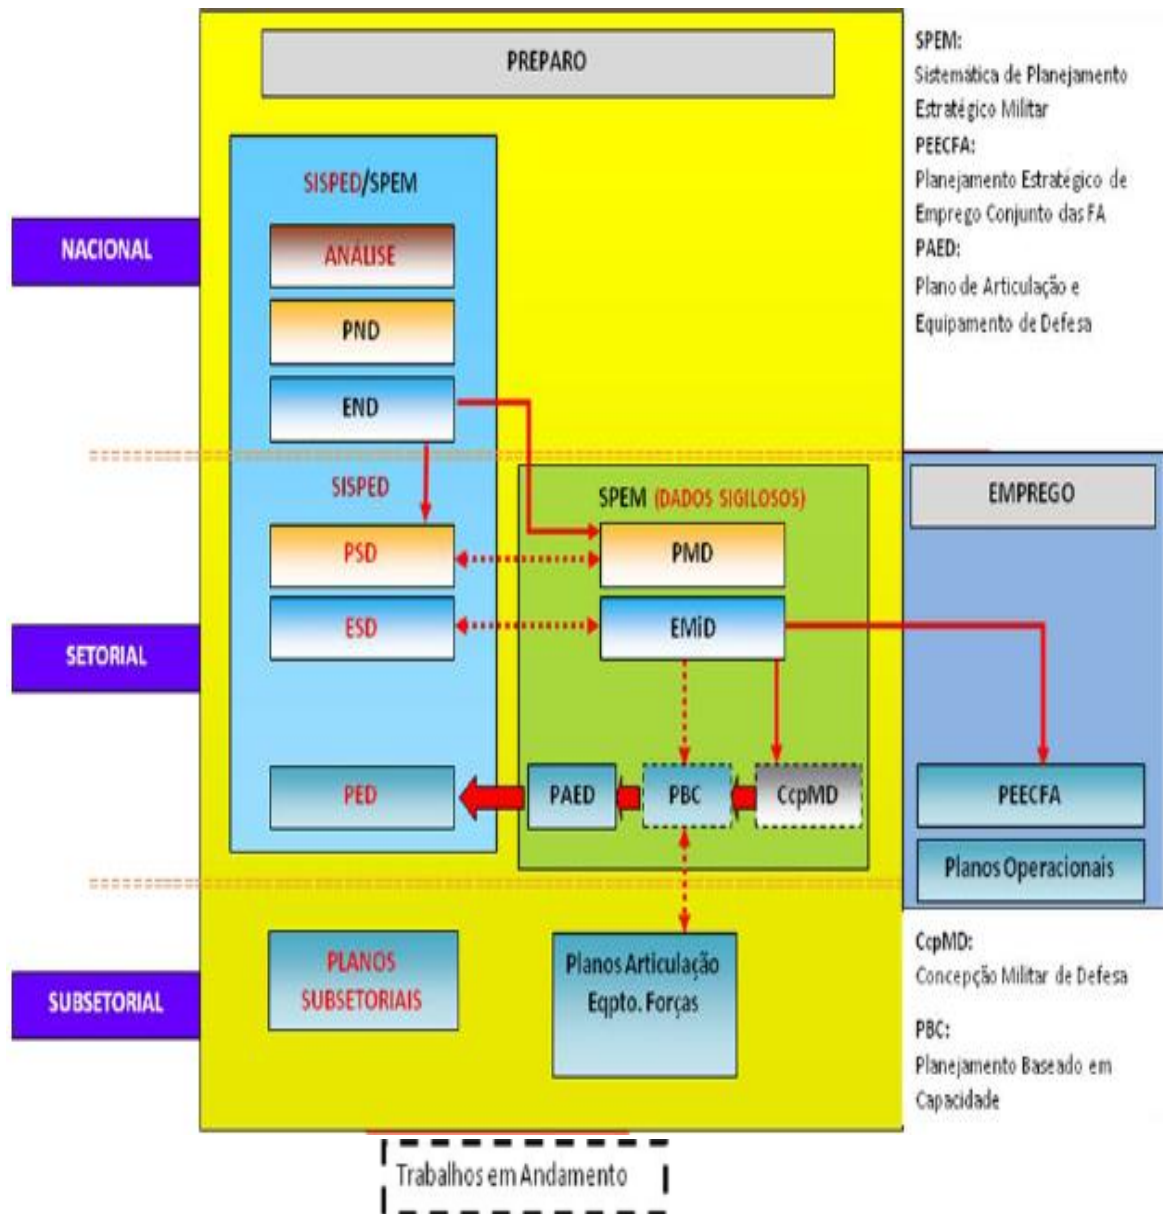 PREPARO
SISPED/SPEM
NACIONAL
ANÁLISE
PND
END
SISPED
SPEM (DADOS SIGILOSOS)
PSD
PMD
SETORIAL
ESD
EMiD
PED
PAED
PBC
CcpMD
SUBSETORIAL
PLANOS
SUBSETORIAIS
Planos Articulação
Eqpto. Forças
EMPREGO
PEECFA
Planos Operacionais
SPEM:
Sistemática de Planejamento
Estratégico Militar
PEECFA:
Planejamento Estratégico de
Emprego Conjunto das FA
PAED:
Plano de Articulação e
Equipamento de Defesa
CcpMD:
Concepção Militar de Defesa
PBC:
Planejamento Baseado em
Capacidade
Trabalhos em Andamento